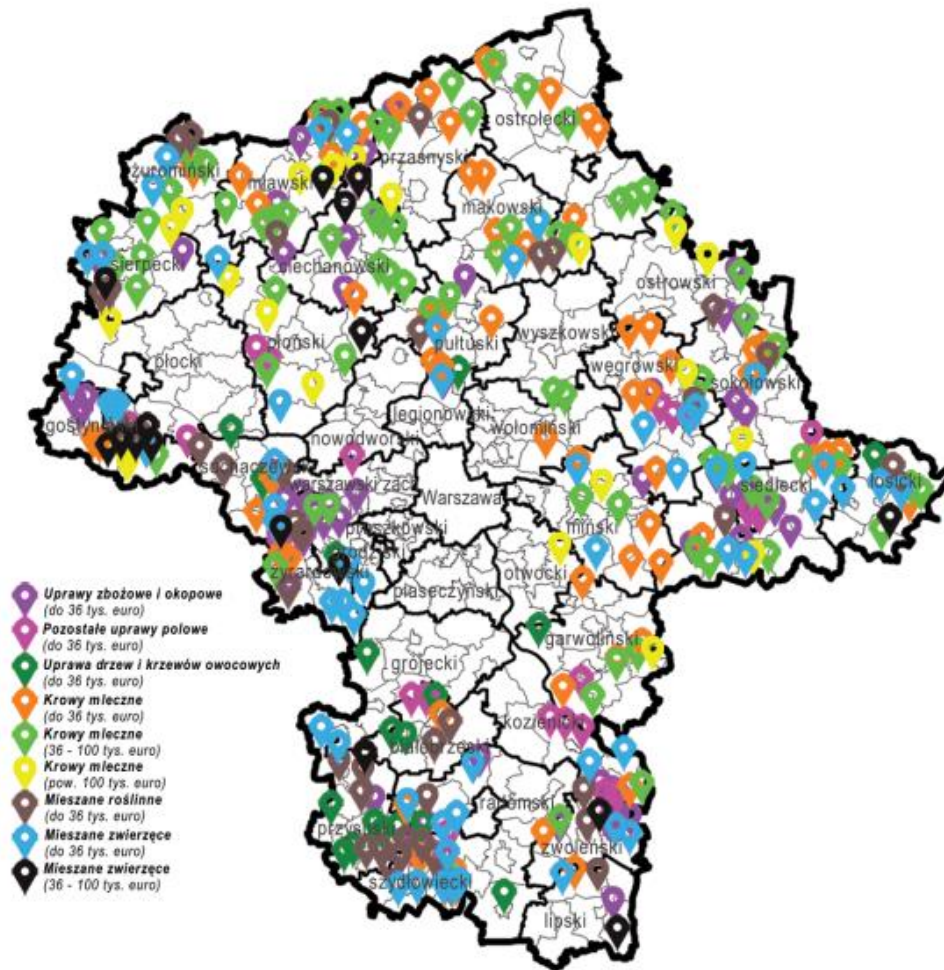 ostrołęcki
przasnyski
żuromiński
mławski
makowski
sierpecki
ciechanowski
ostrowski
płoński
pułtuski
wyszkowski
płocki
węgrowski
sokołowski
legionowski
wołomiński
nowodworski
sochaczewski
siedlecki
łosicki
warszawski zach.
Warszawa
pruszkowski
miński
żyrardowski
piaseczyński
otwocki
garwoliński
grójecki
kozienicki
białobrzeski
radomski
przysuski
zwoleński
szydłowiecki
lipski
Uprawy zbożowe i okopowe
(do 36 tys. euro)
Pozostałe uprawy polowe
(do 36 tys. euro)
Uprawa drzew i krzewów owocowych
(do 36 tys. euro)
Krowy mleczne
(do 36 tys. euro)
Krowy mleczne
(36 - 100 tys. euro)
Krowy mleczne
(pow. 100 tys. euro)
Mieszane roślinne
(do 36 tys. euro)
Mieszane zwierzęce
(do 36 tys. euro)
Mieszane zwierzęce
(36 - 100 tys. euro)